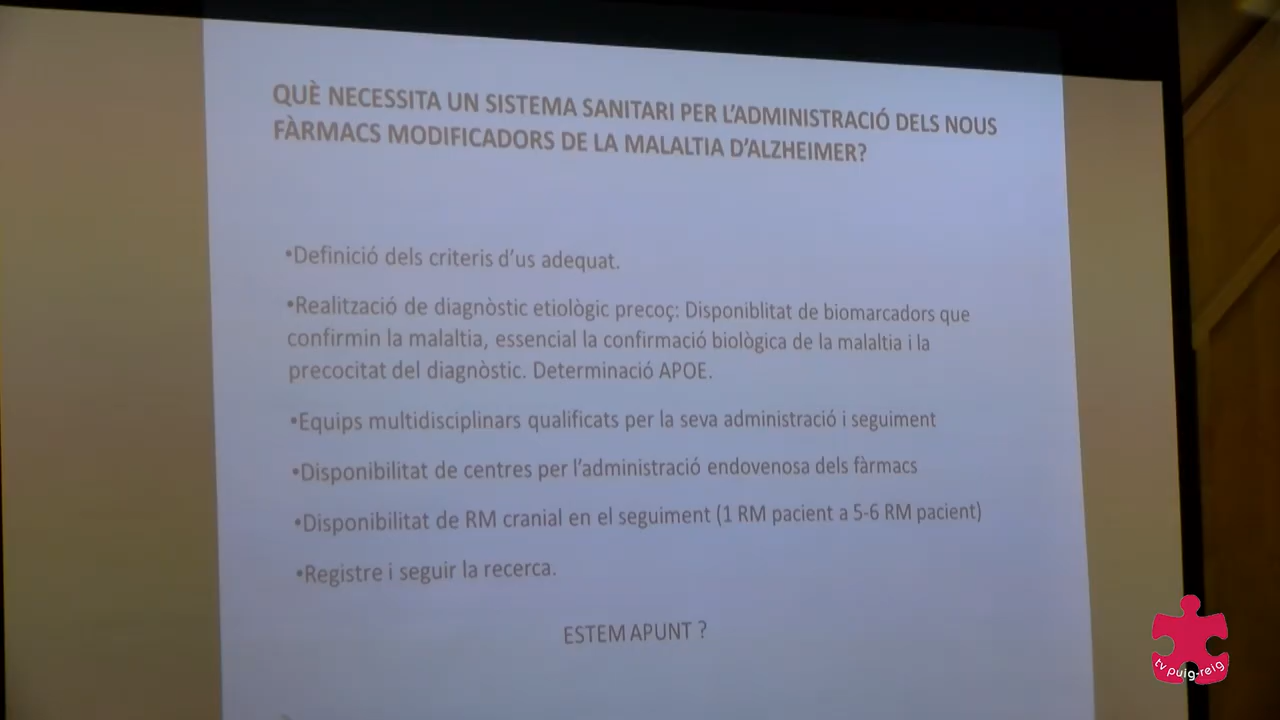 QUÈ NECESSITA UN SISTEMA SANITARI PER L'ADMINISTRACIÓ DELS NOUS
FÀRMACS MODIFICADORS DE LA MALALTIA D'ALZHEIMER?
•Definició dels criteris d'us adequat.
•Realització de diagnòstic etiològic precoç: Disponiblitat de biomarcadors que
confirmin la malaltia, essencial la confirmació biològica de la malaltia i la
precocitat del diagnòstic. Determinació APOE.
•Equips multidisciplinars qualificats per la seva administració i seguiment
•Disponibilitat de centres per l'administració endovenosa dels fàrmacs
•Disponibilitat de RM cranial en el seguiment (1 RM pacient a 5-6 RM pacient)
•Registre i seguir la recerca.
ESTEM APUNT ?
tv puig-reig